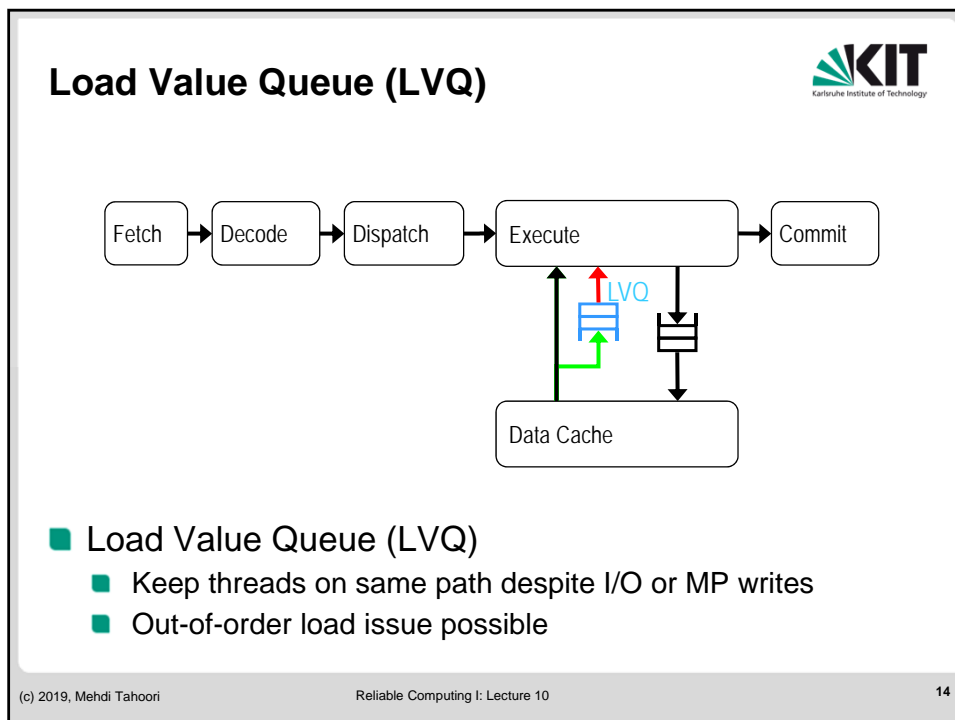 Load Value Queue (LVQ)
KIT
Karlsruhe Institute of Technology
Fetch
Decode
Dispatch
Execute
Commit
LVQ
Data Cache
Load Value Queue (LVQ)
Keep threads on same path despite I/O or MP writes
Out-of-order load issue possible
(c) 2019, Mehdi Tahoori
Reliable Computing I: Lecture 10
14